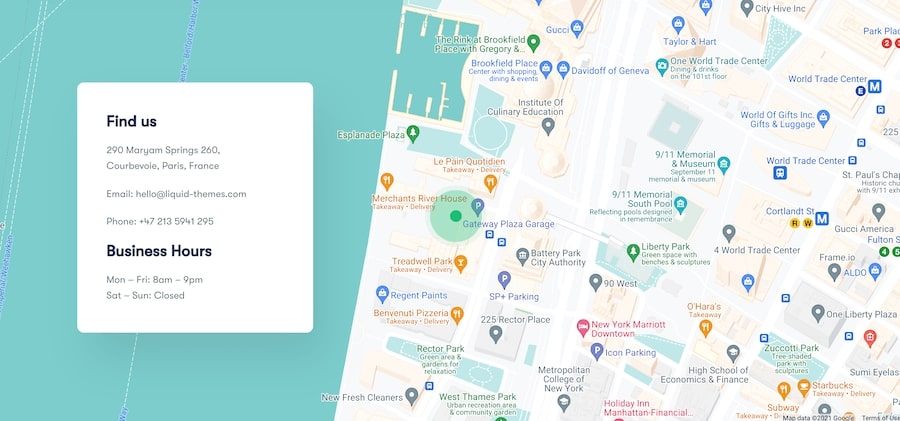 Find us
290 Maryam Springs 260,
Courbevoie, Paris, France
Email: hello@liquid-themes.com
Phone: +47 213 5941 295
Business Hours
Mon – Fri: 8am – 9pm
Sat – Sun: Closed
City Hive Inc
Gucci
Taylor & Hart
Park Pla
The Rink at Brookfield
Place with Gregory &...
Brookfield Place
Center with shopping,
dining & events
Davidoff of Geneva
One World Trade Center
Dining & drinks
on the 101st floor
World Trade Center
M
E
Institute Of
Culinary Education
World Of Gifts Inc.
Gifts & Luggage
Esplanade Plaza
Le Pain Quotidien
Takeaway • Delivery
9/11 Memorial
& Museum
September 11
memorial & museum
World Trade Center
St. Paul's Chap
Historic chu
with 9/11 exhi
Merchants River House
Takeaway • Delivery
9/11 Memorial
South Pool
Reflecting pools designed
in remembrance
Cortlandt St
R W M
Gucci America
Gateway Plaza Garage
Fulton S
Liberty Park
Green space with
benches & sculptures
4 World Trade Center
Battery Park
City Authority
Treadwell Park
Takeaway • Delivery
Frame.io
ALDO
90 West
SP+ Parking
Regent Paints
O'Hara's
Takeaway
One Liberty Plaza
Benvenuti Pizzeria
Takeaway • Delivery
225 Rector Place
New York Marriott
Downtown
Icon Parking
Rector Park
Green area &
gardens for
relaxation
Zuccotti Park
Tree-shaded
park with
sculptures
Sumi Eyelas
High School of
Economics & Finance
Metropolitan
College of
New York
Starbucks
Takeaway
New Fresh Cleaners
West Thames Park
Urban recreation area
& community garden
Holiday Inn
Manhattan-Financial...
Subway
Takeaway
Map data ©2021 Google
Terms of Use